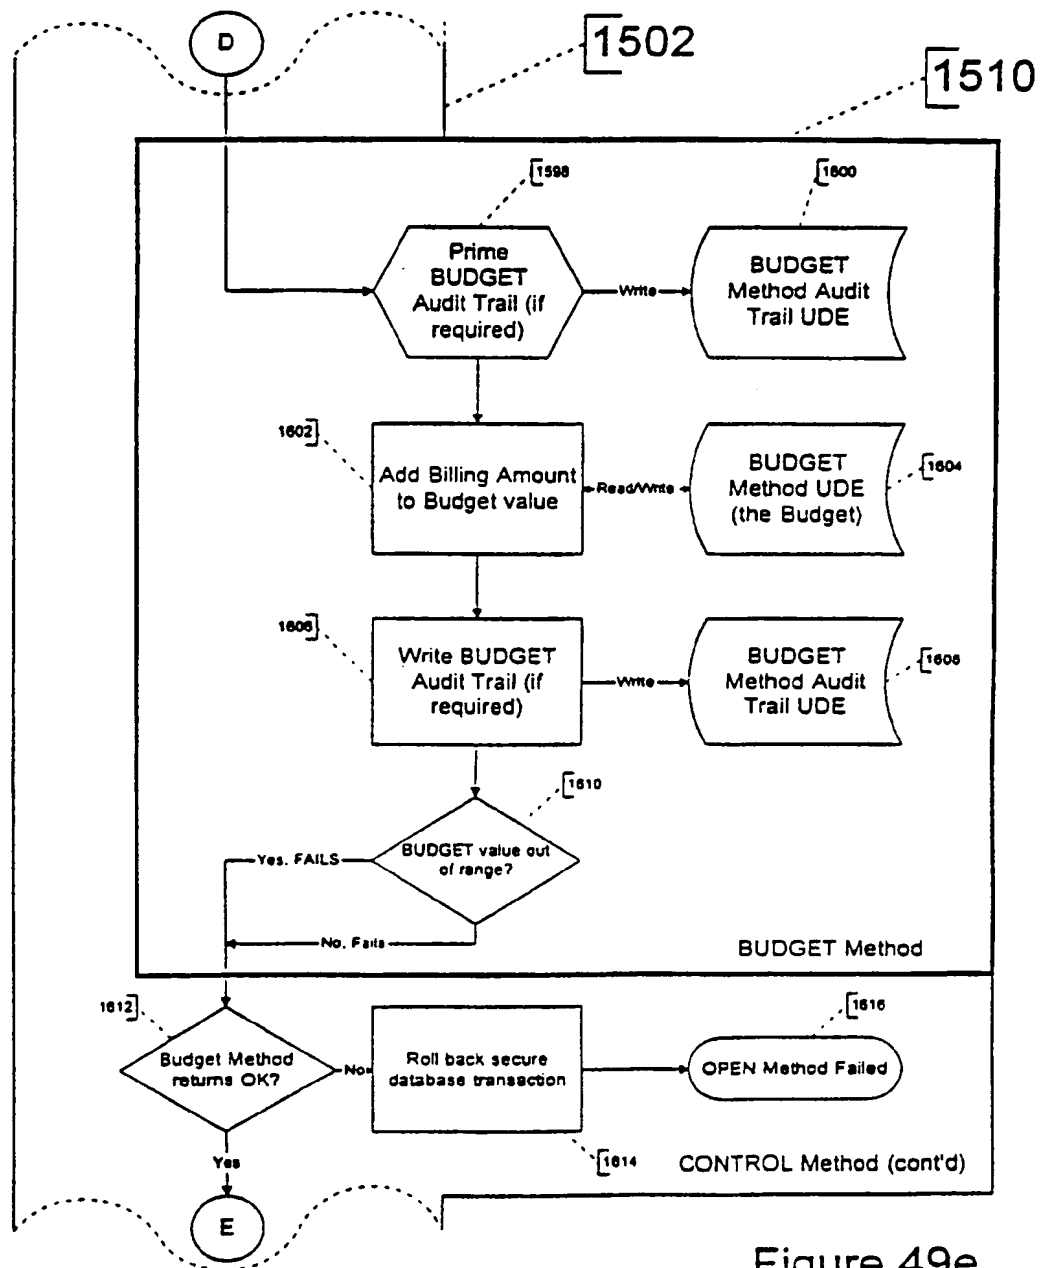 D
1502
1510
1598
1600
Prime
BUDGET
Audit Trail (if
required)
Write
BUDGET
Method Audit
Trail UDE
1602
Add Billing Amount
to Budget value
Read/Write
BUDGET
Method UDE
(the Budget)
1604
1606
Write BUDGET
Audit Trail (if
required)
Write
BUDGET
Method Audit
Trail UDE
1608
1610
BUDGET value out
of range?
Yes, FAILS
No, Fails
BUDGET Method
1612
Budget Method
returns OK?
No
Roll back secure
database transaction
1616
OPEN Method Failed
1614
Yes
CONTROL Method (cont'd)
E
Figure 49e